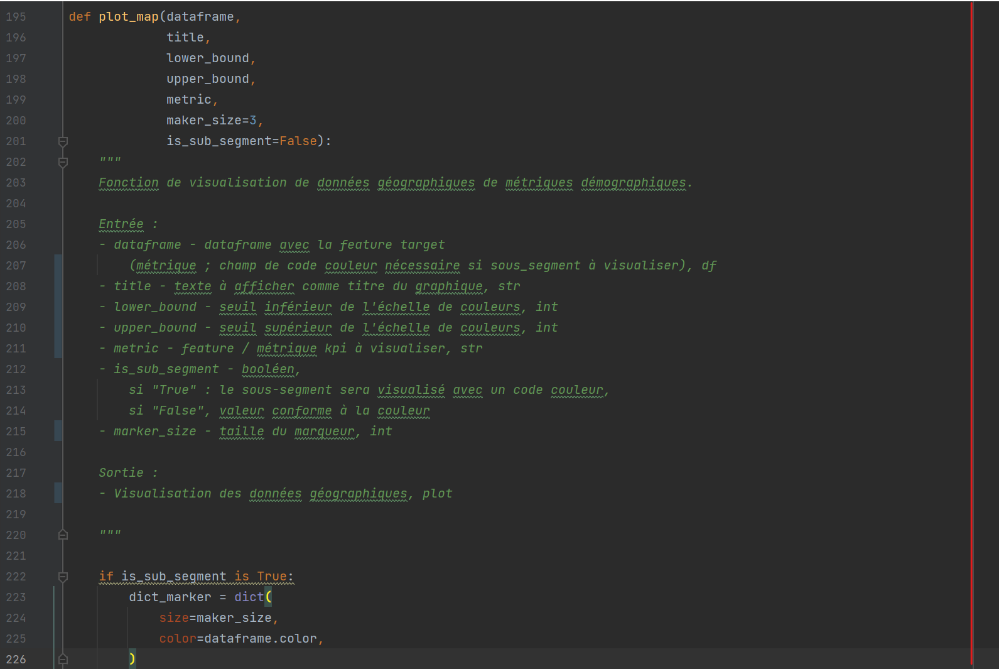 195 def plot_map(dataframe,
196 title,
197 lower_bound,
198 upper_bound,
199 metric,
200 maker_size=3,
201 is_sub_segment=False):
202 """
203 Fonction de visualisation de données géographiques de métriques démographiques.
204
205 Entrée :
206 - dataframe - dataframe avec la feature target
207 (métrique ; champ de code couleur nécessaire si sous_segment à visualiser), df
208 - title - texte à afficher comme titre du graphique, str
209 - lower_bound - seuil inférieur de l'échelle de couleurs, int
210 - upper_bound - seuil supérieur de l'échelle de couleurs, int
211 - metric - feature / métrique kpi à visualiser, str
212 - is_sub_segment - booléen,
213 si "True" : le sous-segment sera visualisé avec un code couleur,
214 si "False", valeur conforme à la couleur
215 - marker_size - taille du marqueur, int
216
217 Sortie :
218 - Visualisation des données géographiques, plot
219
220 """
221
222 if is_sub_segment is True:
223 dict_marker = dict(
224 size=maker_size,
225 color=dataframe.color,
226 )